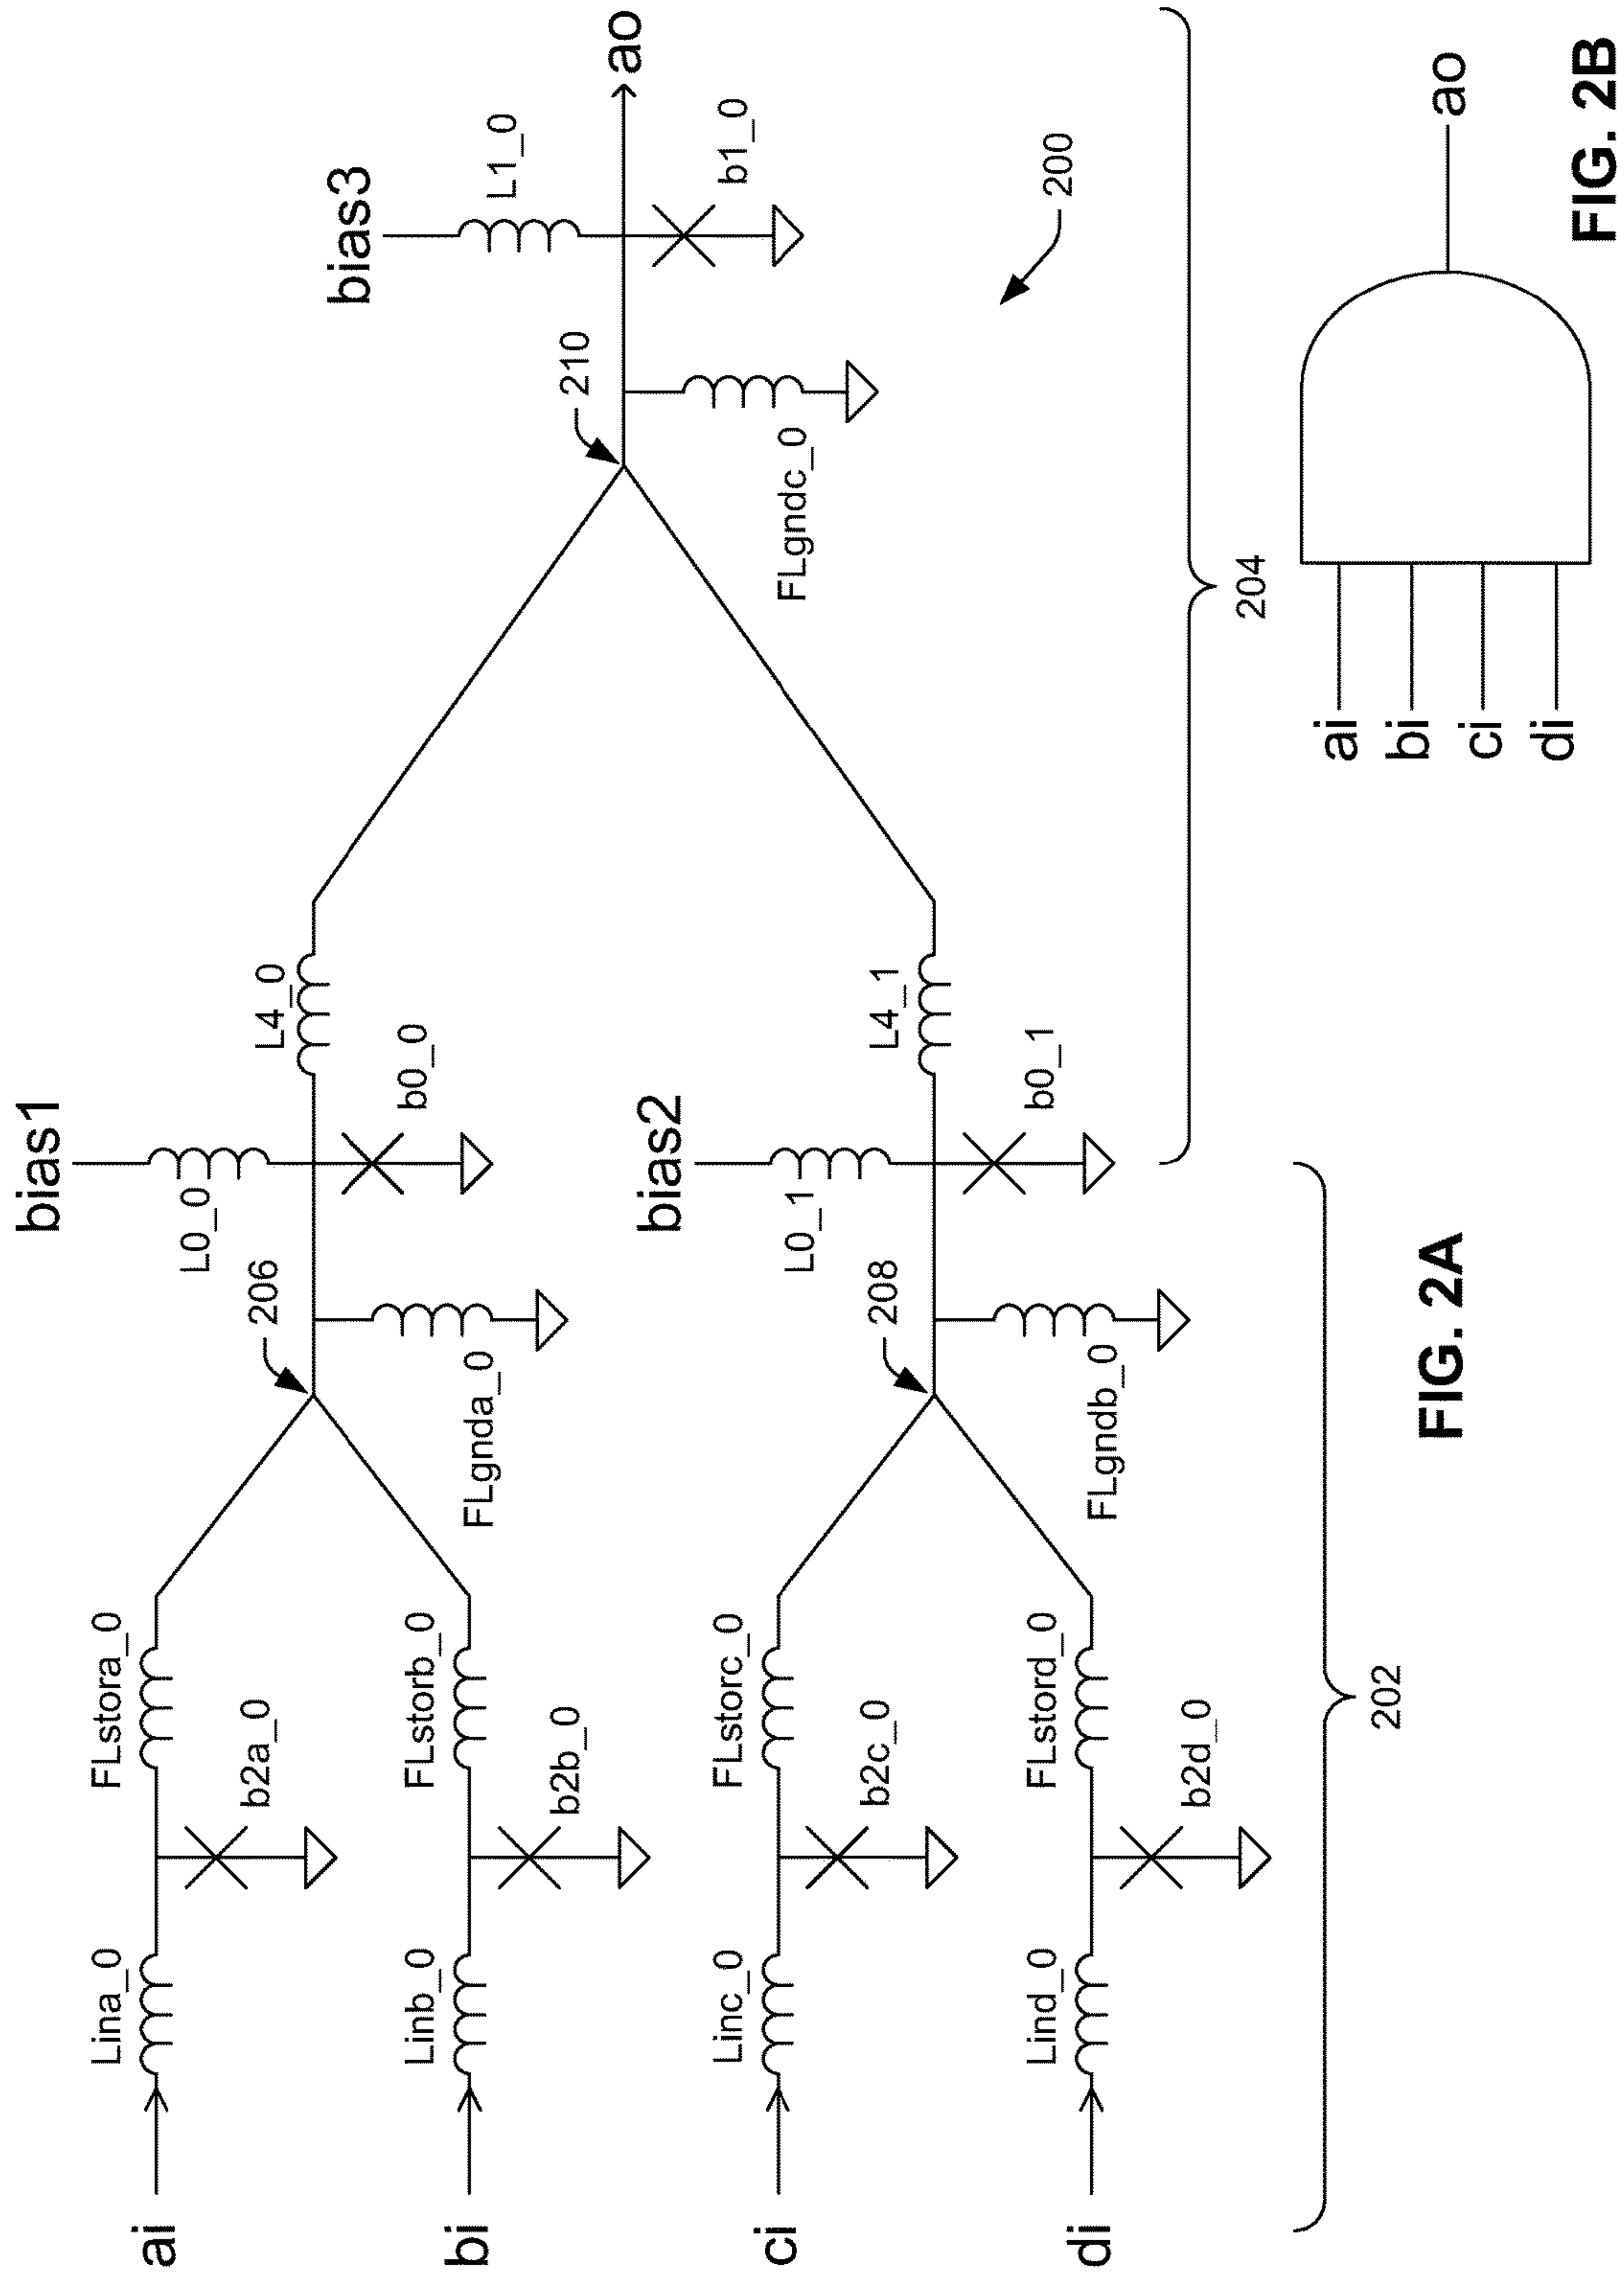 bias1
bias2
bias3
L0_0
L0_1
L1_0
206
208
210
ai
Lina_0
FLstora_0
b2a_0
FLgnda_0
b0_0
L4_0
bi
Linb_0
FLstorb_0
b2b_0
ci
Linc_0
FLstorc_0
b2c_0
FLgndb_0
b0_1
L4_1
di
Lind_0
FLstord_0
b2d_0
FLgndc_0
b1_0
ao
200
202
204
FIG. 2A
ai
bi
ci
di
ao
FIG. 2B